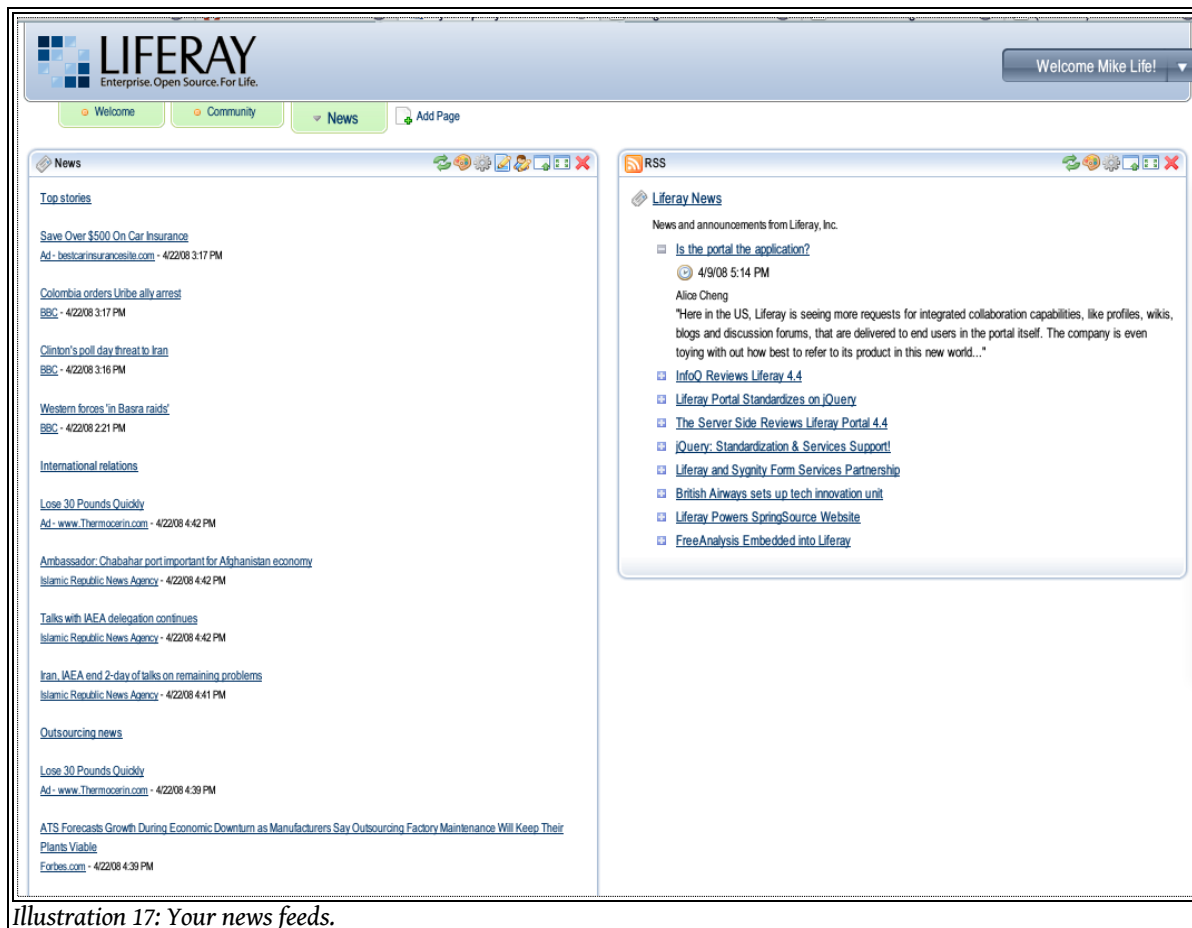 LIFERAY
Enterprise. Open Source. For Life.
Welcome Mike Life!
Welcome
Community
News
Add Page
News
Top stories
Save Over $500 On Car Insurance
Ad - bestcarinsurancesite.com - 4/22/08 3:17 PM
Colombia orders Uribe ally arrest
BBC - 4/22/08 3:17 PM
Clinton's poll day threat to Iran
BBC - 4/22/08 3:16 PM
Western forces 'in Basra raids'
BBC - 4/22/08 2:21 PM
International relations
Lose 30 Pounds Quickly
Ad - www.Thermocerin.com - 4/22/08 4:42 PM
Ambassador: Chabahar port important for Afghanistan economy
Islamic Republic News Agency - 4/22/08 4:42 PM
Talks with IAEA delegation continues
Islamic Republic News Agency - 4/22/08 4:42 PM
Iran, IAEA end 2-day of talks on remaining problems
Islamic Republic News Agency - 4/22/08 4:41 PM
Outsourcing news
Lose 30 Pounds Quickly
Ad - www.Thermocerin.com - 4/22/08 4:39 PM
ATS Forecasts Growth During Economic Downturn as Manufacturers Say Outsourcing Factory Maintenance Will Keep Their
Plants Viable
Forbes.com - 4/22/08 4:39 PM
RSS
Liferay News
News and announcements from Liferay, Inc.
Is the portal the application?
4/9/08 5:14 PM
Alice Cheng
"Here in the US, Liferay is seeing more requests for integrated collaboration capabilities, like profiles, wikis,
blogs and discussion forums, that are delivered to end users in the portal itself. The company is even
toying with out how best to refer to its product in this new world..."
InfoQ Reviews Liferay 4.4
Liferay Portal Standardizes on jQuery
The Server Side Reviews Liferay Portal 4.4
jQuery: Standardization & Services Support!
Liferay and Sygnity Form Services Partnership
British Airways sets up tech innovation unit
Liferay Powers SpringSource Website
FreeAnalysis Embedded into Liferay
Illustration 17: Your news feeds.